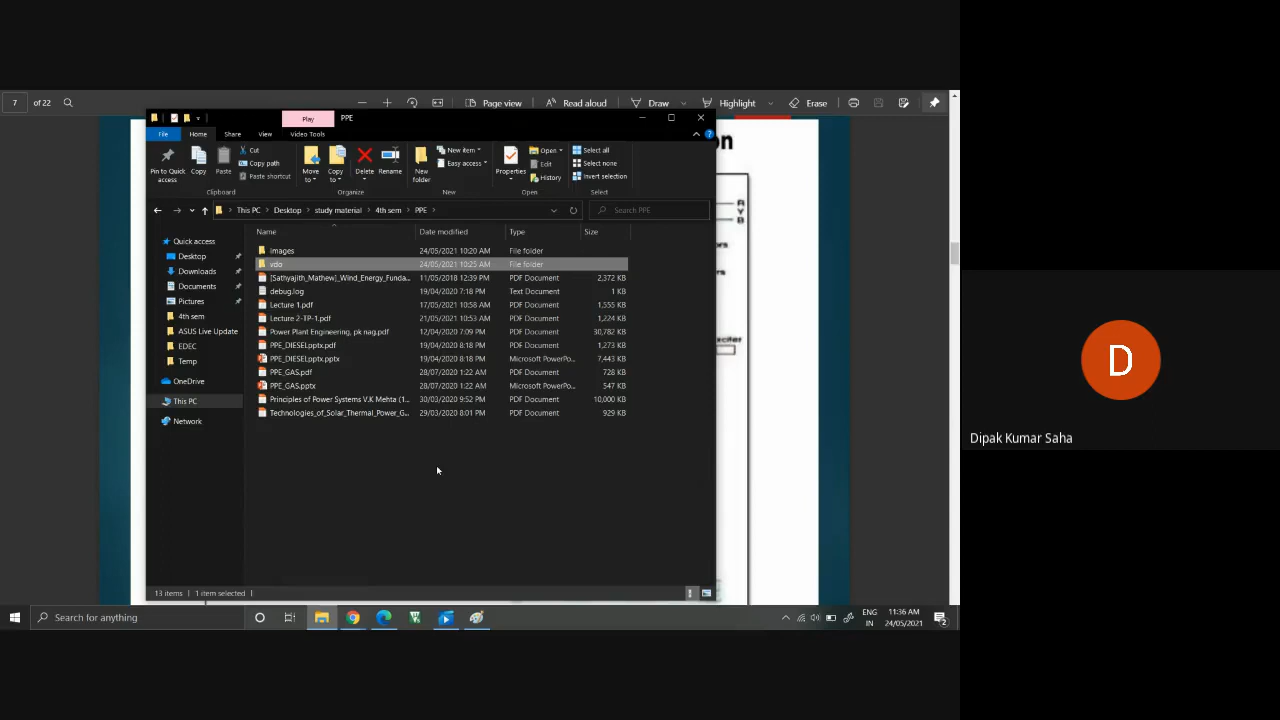 7 of 22 Page view Read aloud Draw Highlight Erase
Play PPE
File Home Share View Video Tools
on
Pin to Quick access Copy Paste Cut Copy path Paste shortcut Move to Copy to Delete Rename New folder New item Easy access Properties Open Edit History Select all Select none Invert selection
Clipboard Organize New Open Select
This PC Desktop study material 4th sem PPE Search PPE
R
Y
B
Name Date modified Type Size
Quick access
Desktop
Downloads
Documents
Pictures
4th sem
ASUS Live Update
EDEC
Temp
OneDrive
This PC
Network
images 24/05/2021 10:20 AM File folder
vdo 24/05/2021 10:25 AM File folder
[Sathyajith_Mathew]_Wind_Energy_Funda... 11/05/2018 12:39 PM PDF Document 2,372 KB
debug.log 19/04/2020 7:18 PM Text Document 1 KB
Lecture 1.pdf 17/05/2021 10:58 AM PDF Document 1,555 KB
Lecture 2-TP-1.pdf 21/05/2021 10:53 AM PDF Document 1,224 KB
Power Plant Engineering, pk nag.pdf 12/04/2020 7:09 PM PDF Document 30,782 KB
PPE_DIESELpptx.pdf 19/04/2020 8:18 PM PDF Document 1,273 KB
PPE_DIESELpptx.pptx 19/04/2020 8:18 PM Microsoft PowerPo... 7,443 KB
PPE_GAS.pdf 28/07/2020 1:22 AM PDF Document 728 KB
PPE_GAS.pptx 28/07/2020 1:22 AM Microsoft PowerPo... 547 KB
Principles of Power Systems V.K Mehta (1... 30/03/2020 9:52 PM PDF Document 10,000 KB
Technologies_of_Solar_Thermal_Power_G... 29/03/2020 8:01 PM PDF Document 929 KB
13 items 1 item selected
Search for anything
ENG
IN
11:36 AM
24/05/2021
2
D
Dipak Kumar Saha